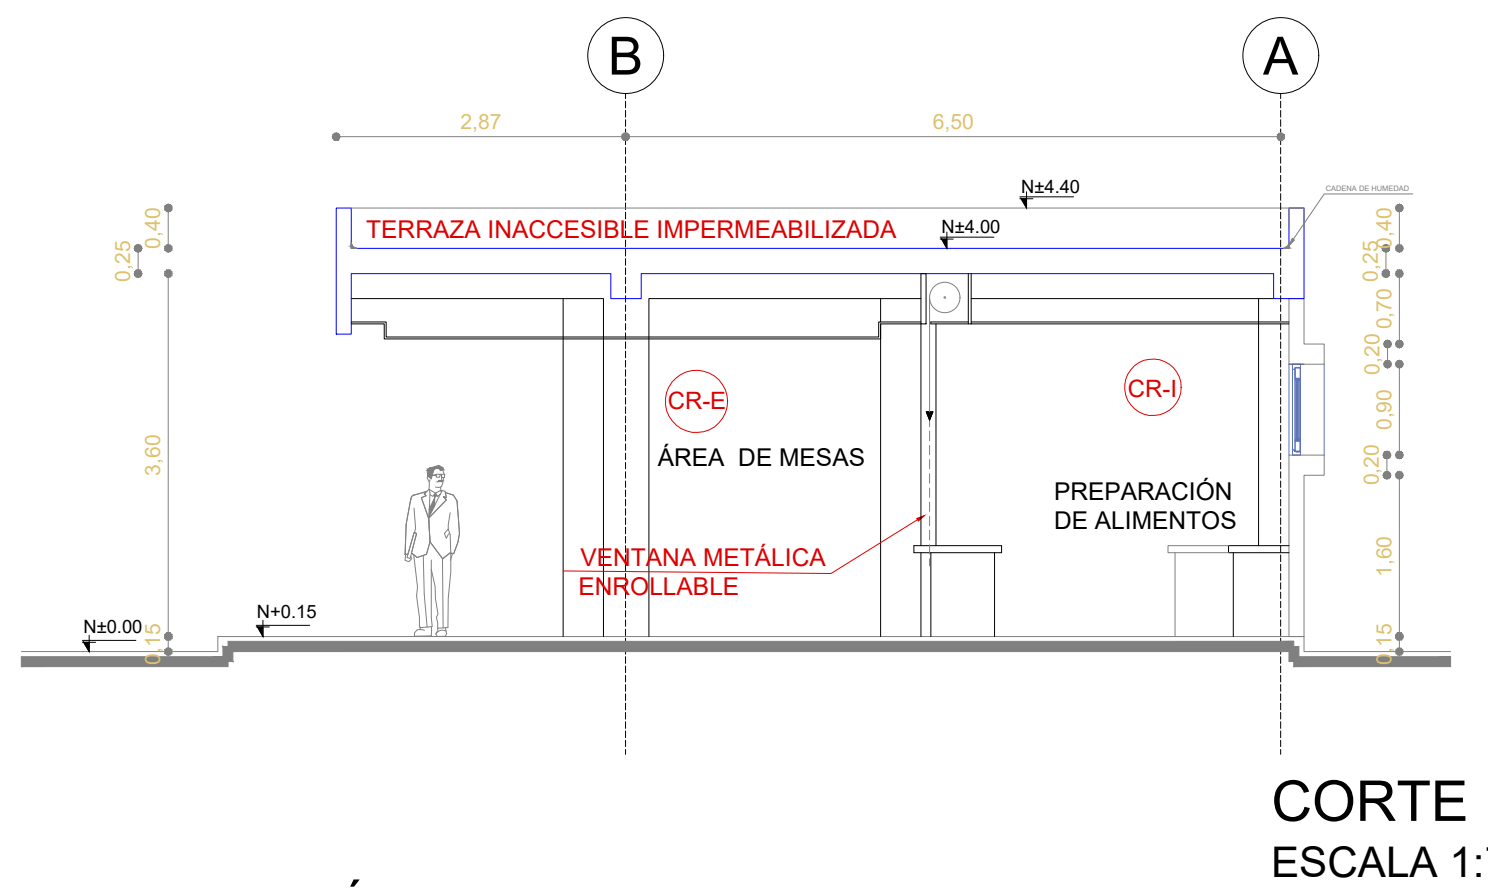 B
A
2,87
6,50
N±4.40
CADENA DE HUMEDAD
TERRAZA INACCESIBLE IMPERMEABILIZADA
N±4.00
0,40
0,25
3,60
0,15
0,40
0,25
0,70
0,20
0,90
0,20
1,60
0,15
CR-E
CR-I
ÁREA DE MESAS
PREPARACIÓN
DE ALIMENTOS
VENTANA METÁLICA
ENROLLABLE
N±0.00
N+0.15
CORTE
ESCALA 1: